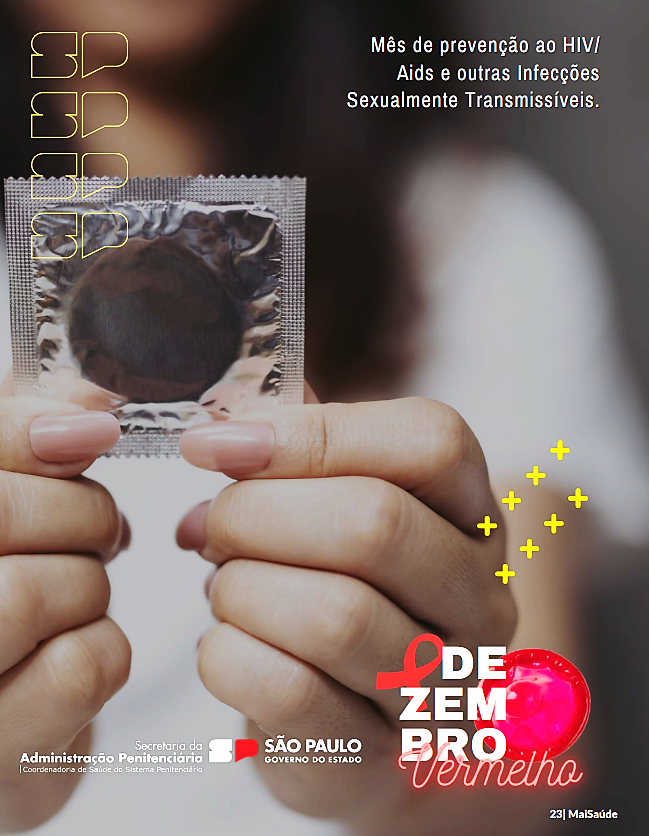 Mês de prevenção ao HIV/
Aids e outras Infecções
Sexualmente Transmissíveis.
DE
ZEM
BRO
Vermelho
Secretaria da
Administração Penitenciária
|Coordenadoria de Saúde do Sistema Penitenciário
SP
SÃO PAULO
GOVERNO DO ESTADO
23| MaiSaúde